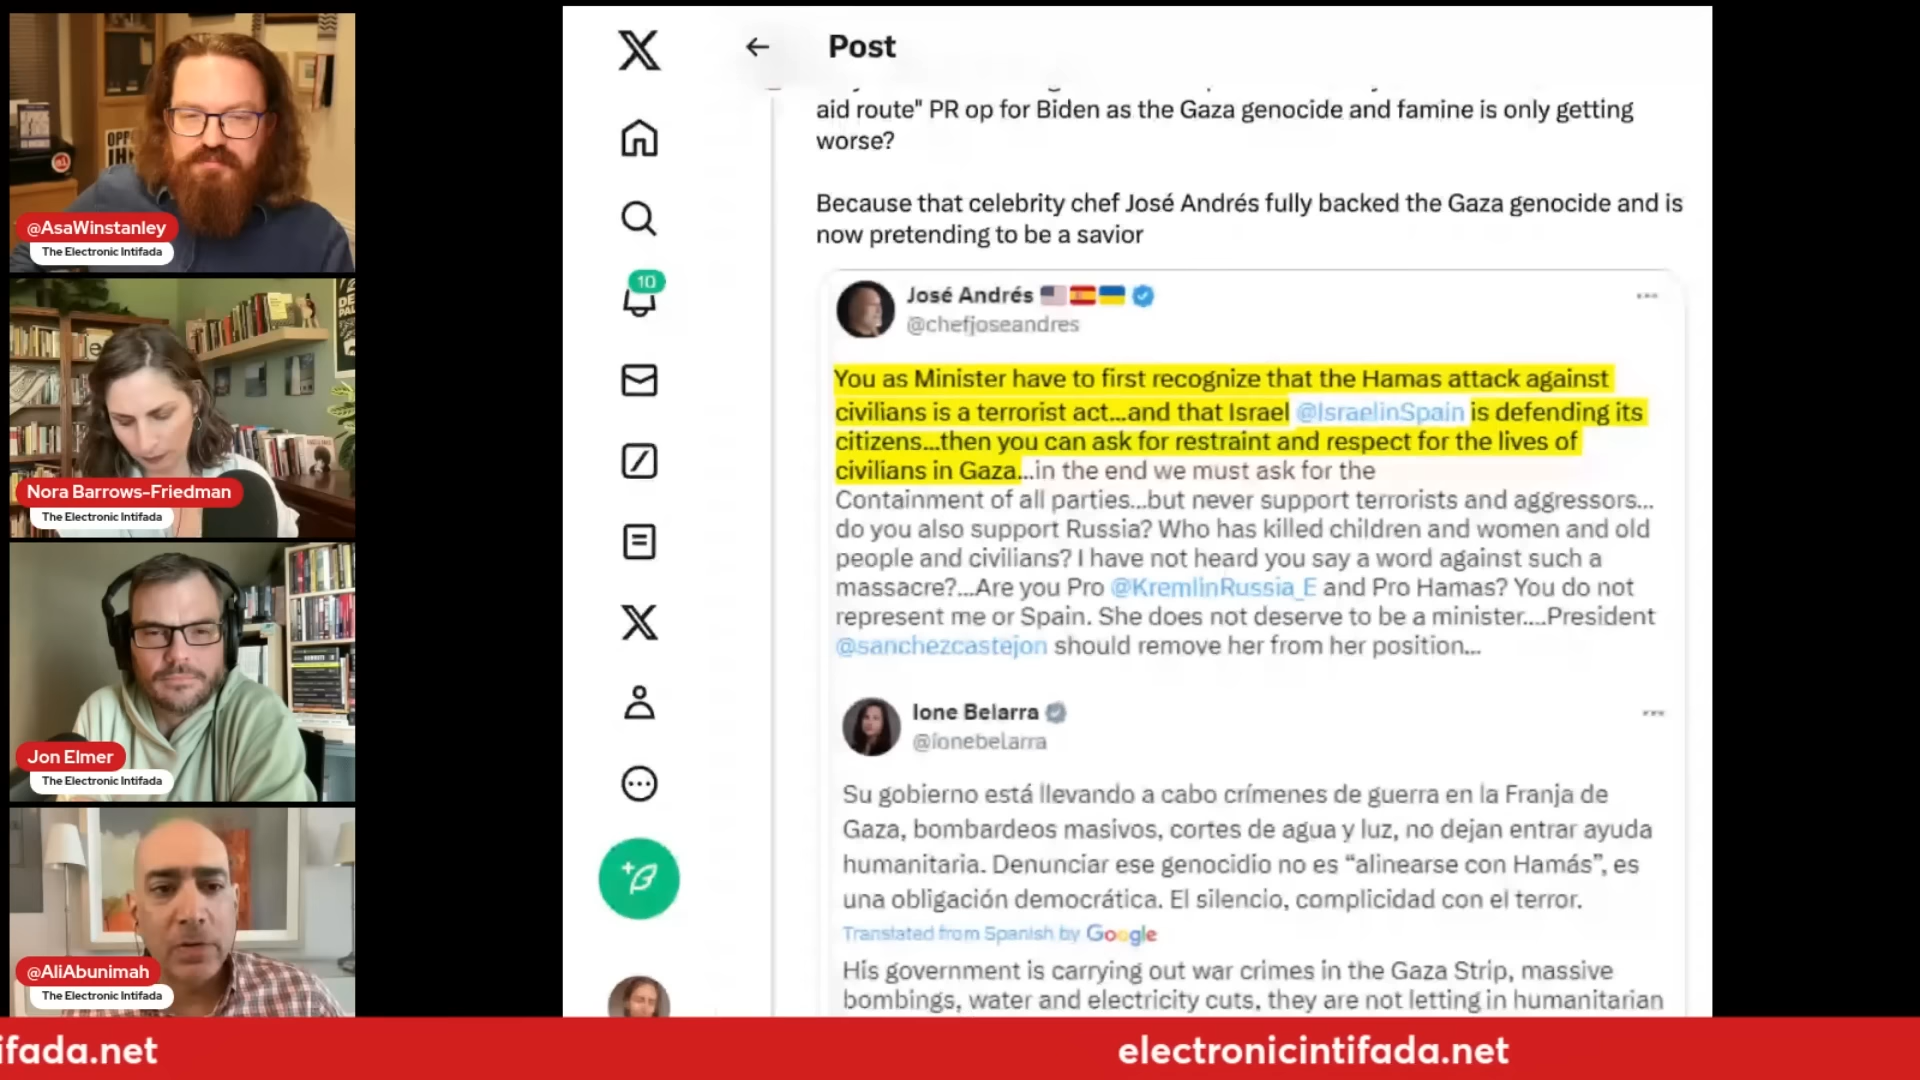 @AsaWinstanley
The Electronic Intifada
Nora Barrows-Friedman
The Electronic Intifada
Jon Elmer
The Electronic Intifada
@AliAbunimah
The Electronic Intifada
10
Post
aid route" PR op for Biden as the Gaza genocide and famine is only getting
worse?
Because that celebrity chef José Andrés fully backed the Gaza genocide and is
now pretending to be a savior
José Andrés
@chefjoseandres
You as Minister have to first recognize that the Hamas attack against
civilians is a terrorist act...and that Israel @IsraelinSpain is defending its
citizens...then you can ask for restraint and respect for the lives of
civilians in Gaza...in the end we must ask for the
Containment of all parties...but never support terrorists and aggressors...
do you also support Russia? Who has killed children and women and old
people and civilians? I have not heard you say a word against such a
massacre?...Are you Pro @KremlinRussia_E and Pro Hamas? You do not
represent me or Spain. She does not deserve to be a minister....President
@sanchezcastejon should remove her from her position...
Ione Belarra
@ionebelarra
Su gobierno está llevando a cabo crímenes de guerra en la Franja de
Gaza, bombardeos masivos, cortes de agua y luz, no dejan entrar ayuda
humanitaria. Denunciar ese genocidio no es “alinearse con Hamás”, es
una obligación democrática. El silencio, complicidad con el terror.
Translated from Spanish by Google
His government is carrying out war crimes in the Gaza Strip, massive
bombings, water and electricity cuts, they are not letting in humanitarian
ifada.net
electronicintifada.net